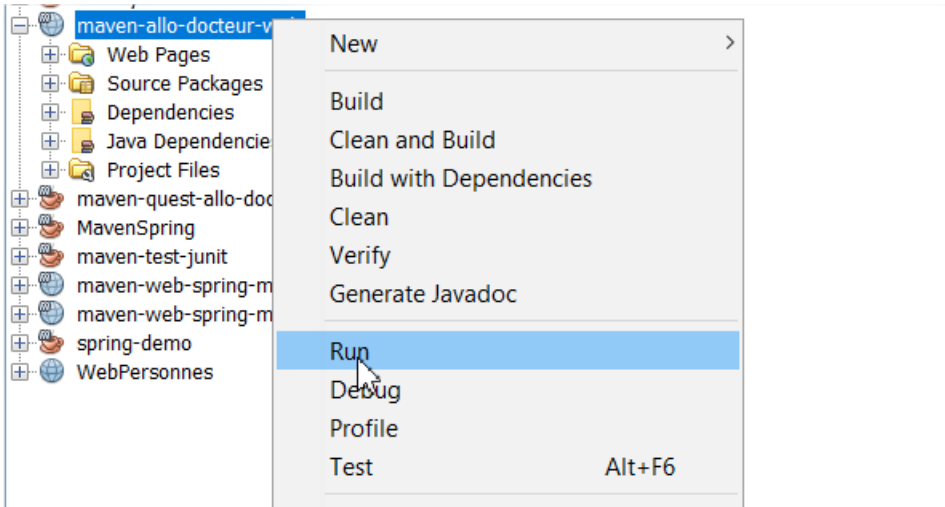 maven-allo-docteur-w
Web Pages
Source Packages
Dependencies
Java Dependencie
Project Files
maven-quest-allo-doc
MavenSpring
maven-test-junit
maven-web-spring-m
maven-web-spring-m
spring-demo
WebPersonnes
New
Build
Clean and Build
Build with Dependencies
Clean
Verify
Generate Javadoc
Run
Debug
Profile
Test Alt+F6